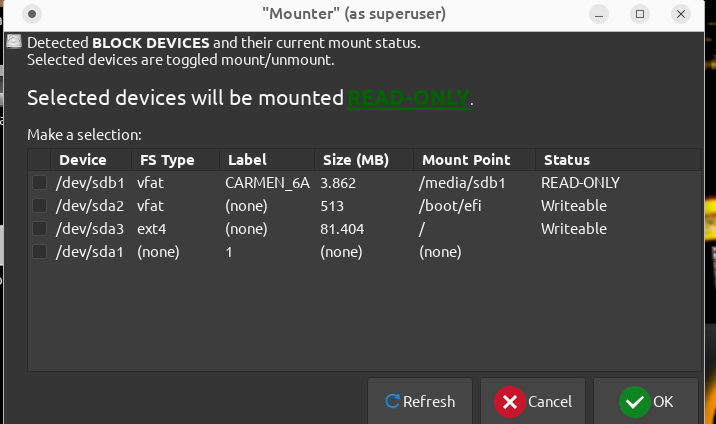 "Mounter" (as superuser)
Detected BLOCK DEVICES and their current mount status.
Selected devices are toggled mount/unmount.
Selected devices will be mounted READ-ONLY.
Make a selection:
Device FS Type Label Size (MB) Mount Point Status
/dev/sdb1 vfat CARMEN_6A 3.862 /media/sdb1 READ-ONLY
/dev/sda2 vfat (none) 513 /boot/efi Writeable
/dev/sda3 ext4 (none) 81.404 / Writeable
/dev/sda1 (none) 1 (none) (none)
Refresh Cancel OK